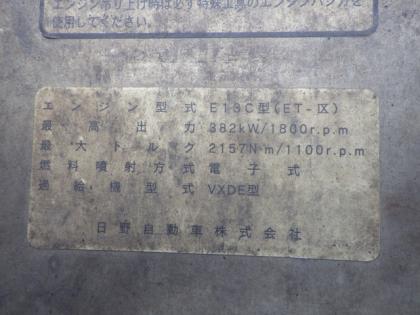 エンジン吊り上げ時は必ず特殊工具のエンジンハンガを
使用してください。
エンジン型式 E13C型(ET-Ⅸ)
最高出力 382kW/1800r.p.m
最大トルク 2157N・m/1100r.p.m
燃料噴射方式 電子式
過給機型式 VXDE型
日野自動車株式会社